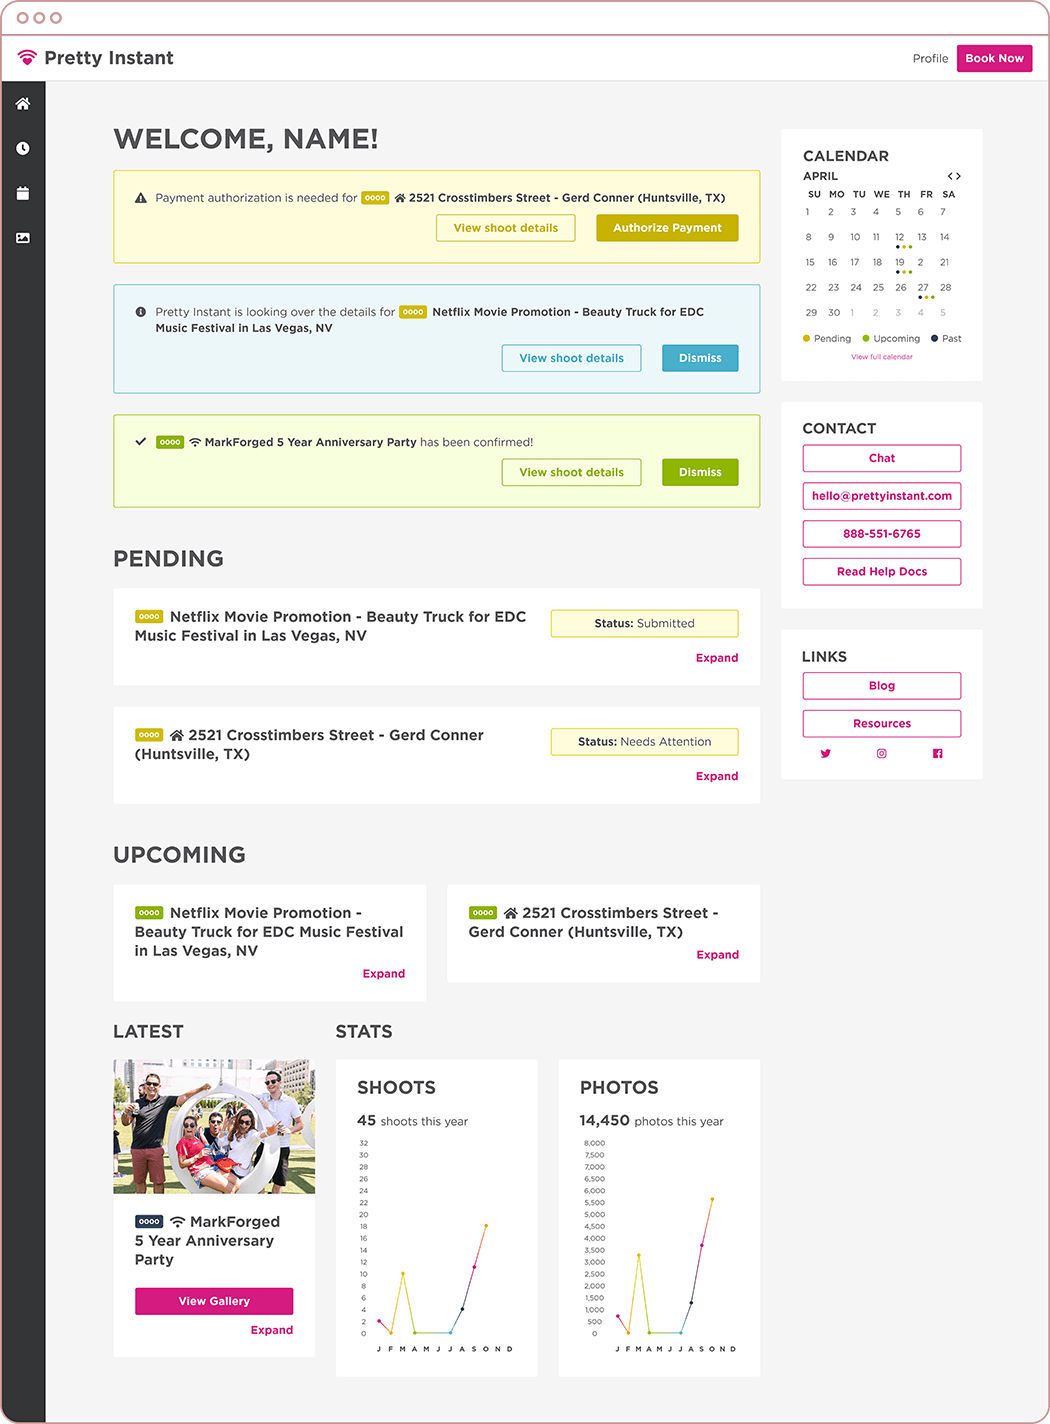 Pretty Instant
Profile
Book Now
WELCOME, NAME!
Payment authorization is needed for 0000 2521 Crosstimbers Street - Gerd Conner (Huntsville, TX)
View shoot details
Authorize Payment
Pretty Instant is looking over the details for 0000 Netflix Movie Promotion - Beauty Truck for EDC
Music Festival in Las Vegas, NV
View shoot details
Dismiss
0000 MarkForged 5 Year Anniversary Party has been confirmed!
View shoot details
Dismiss
PENDING
0000 Netflix Movie Promotion - Beauty Truck for EDC
Music Festival in Las Vegas, NV
Status: Submitted
Expand
0000 2521 Crosstimbers Street - Gerd Conner
(Huntsville, TX)
Status: Needs Attention
Expand
UPCOMING
0000 Netflix Movie Promotion -
Beauty Truck for EDC Music Festival
in Las Vegas, NV
Expand
0000 2521 Crosstimbers Street -
Gerd Conner (Huntsville, TX)
Expand
LATEST
0000 MarkForged
5 Year Anniversary
Party
View Gallery
Expand
STATS
SHOOTS
45 shoots this year
32
30
28
26
24
22
20
18
16
14
12
10
8
6
4
2
0
J F M A M J J A S O N D
PHOTOS
14,450 photos this year
8,000
7,500
7,000
6,500
6,000
5,500
5,000
4,500
4,000
3,500
3,000
2,500
2,000
1,500
1,000
500
0
J F M A M J J A S O N D
CALENDAR
APRIL
SU MO TU WE TH FR SA
1 2 3 4 5 6 7
8 9 10 11 12 13 14
15 16 17 18 19 2 21
22 23 24 25 26 27 28
29 30 1 2 3 4 5
Pending Upcoming Past
View full calendar
CONTACT
Chat
hello@prettyinstant.com
888-551-6765
Read Help Docs
LINKS
Blog
Resources